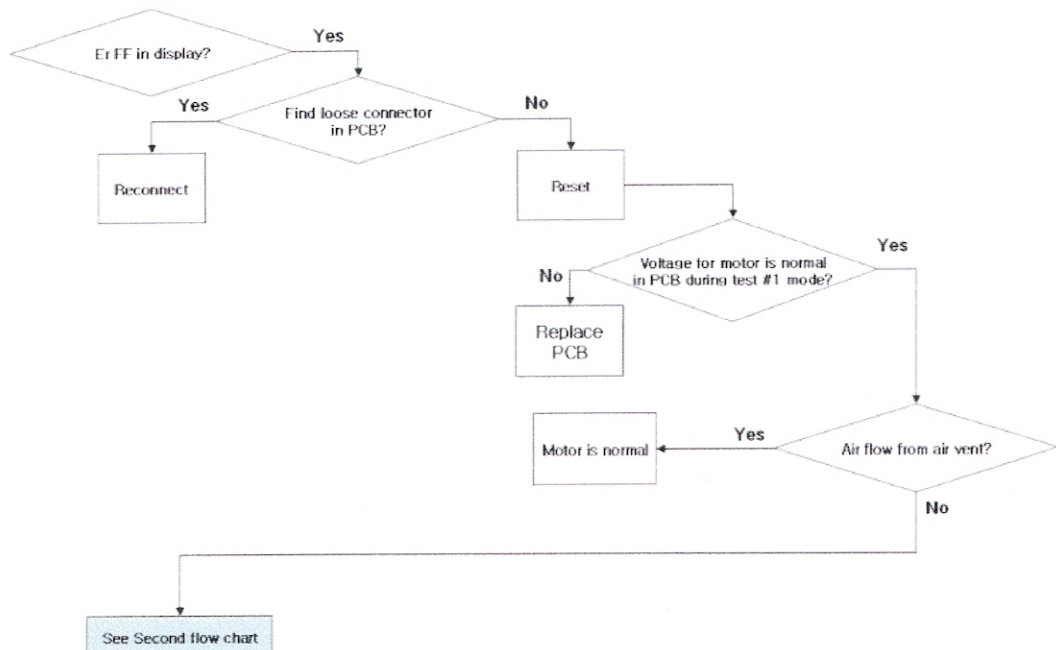 Er FF in display?
Yes
Yes
Find loose connector
in PCB?
No
Reconnect
Reset
Voltage for motor is normal
in PCB during test #1 mode?
Yes
No
Replace
PCB
Motor is normal
Yes
Air flow from air vent?
No
See Second flow chart